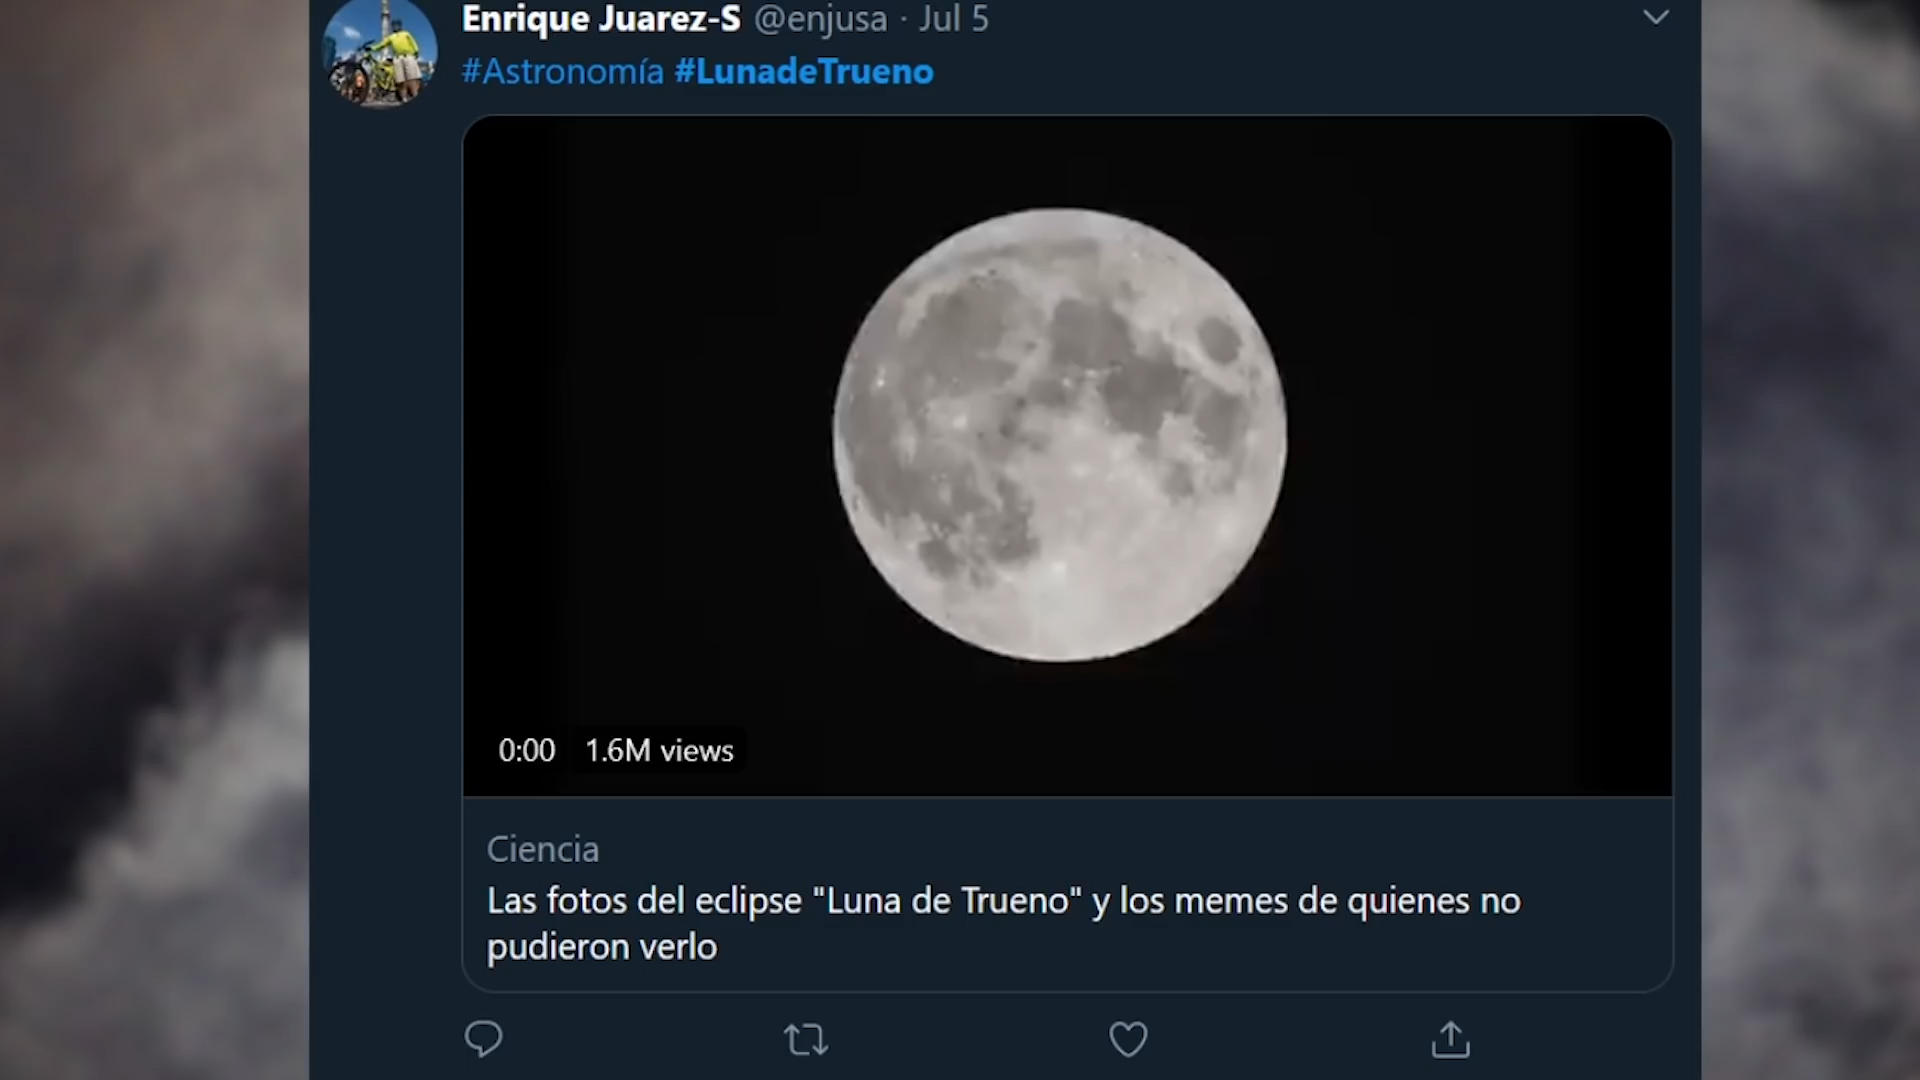 Enrique Juarez-S @enjusa · Jul 5
#Astronomía #LunadeTrueno
0:00 1.6M views
Ciencia
Las fotos del eclipse "Luna de Trueno" y los memes de quienes no
pudieron verlo